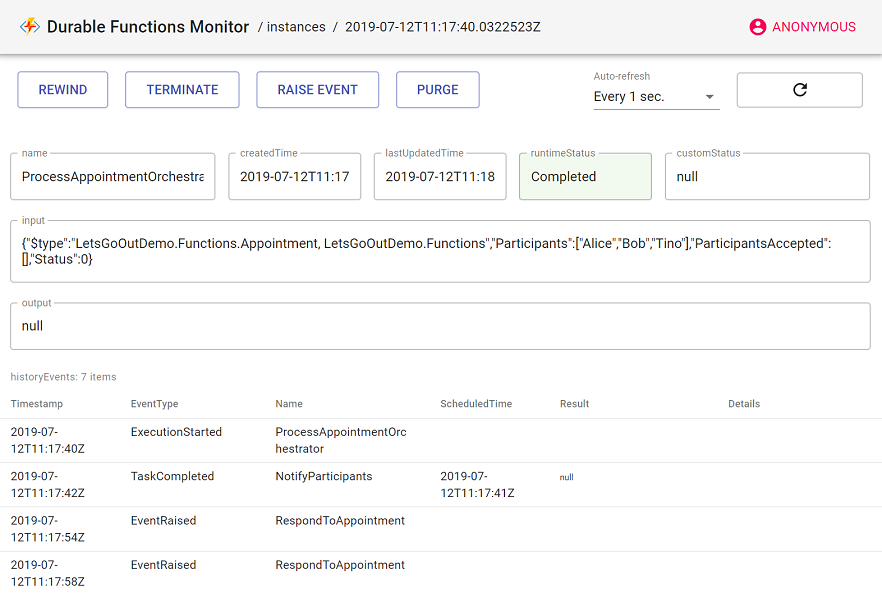 Durable Functions Monitor / instances / 2019-07-12T11:17:40.0322523Z ANONYMOUS
REWIND TERMINATE RAISE EVENT PURGE Auto-refresh
Every 1 sec.
name createdTime lastUpdatedTime runtimeStatus customStatus
ProcessAppointmentOrchestra 2019-07-12T11:17 2019-07-12T11:18 Completed null
input
{"$type":"LetsGoOutDemo.Functions.Appointment, LetsGoOutDemo.Functions","Participants":["Alice","Bob","Tino"],"ParticipantsAccepted":
[],"Status":0}
output
null
historyEvents: 7 items
Timestamp EventType Name ScheduledTime Result Details
2019-07- ExecutionStarted ProcessAppointmentOrc
12T11:17:40Z hestrator
2019-07- TaskCompleted NotifyParticipants 2019-07- null
12T11:17:42Z 12T11:17:41Z
2019-07- EventRaised RespondToAppointment
12T11:17:54Z
2019-07- EventRaised RespondToAppointment
12T11:17:58Z